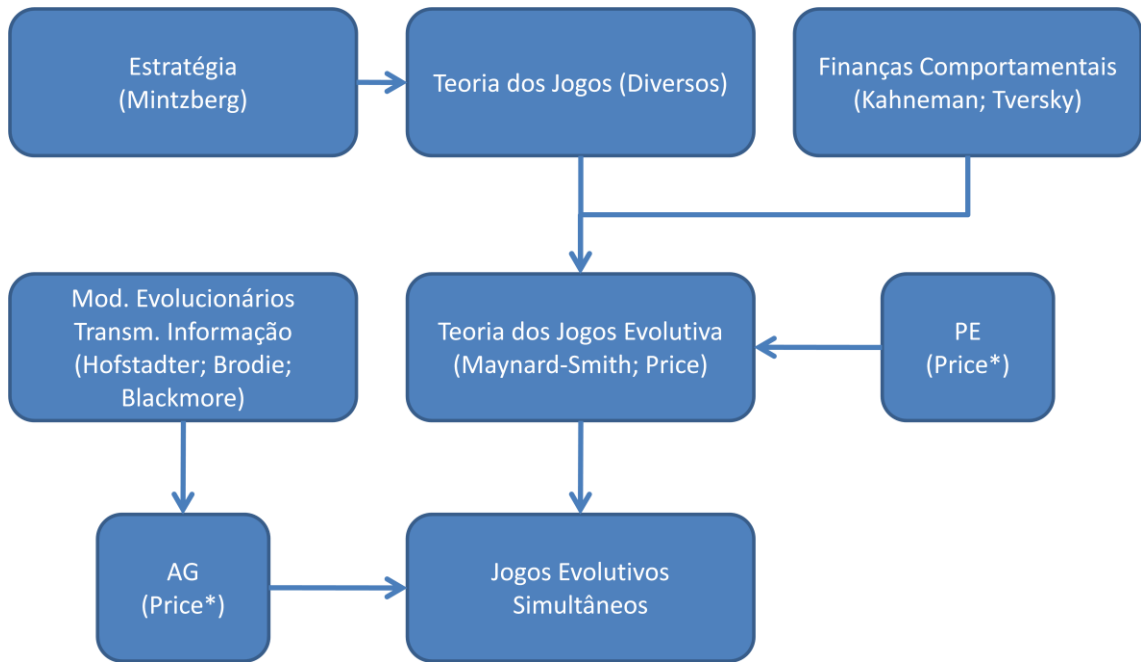 Estratégia
(Mintzberg)
Teoria dos Jogos (Diversos)
Finanças Comportamentais
(Kahneman; Tversky)
Mod. Evolucionários
Transm. Informação
(Hofstadter; Brodie;
Blackmore)
Teoria dos Jogos Evolutiva
(Maynard-Smith; Price)
PE
(Price*)
AG
(Price*)
Jogos Evolutivos
Simultâneos